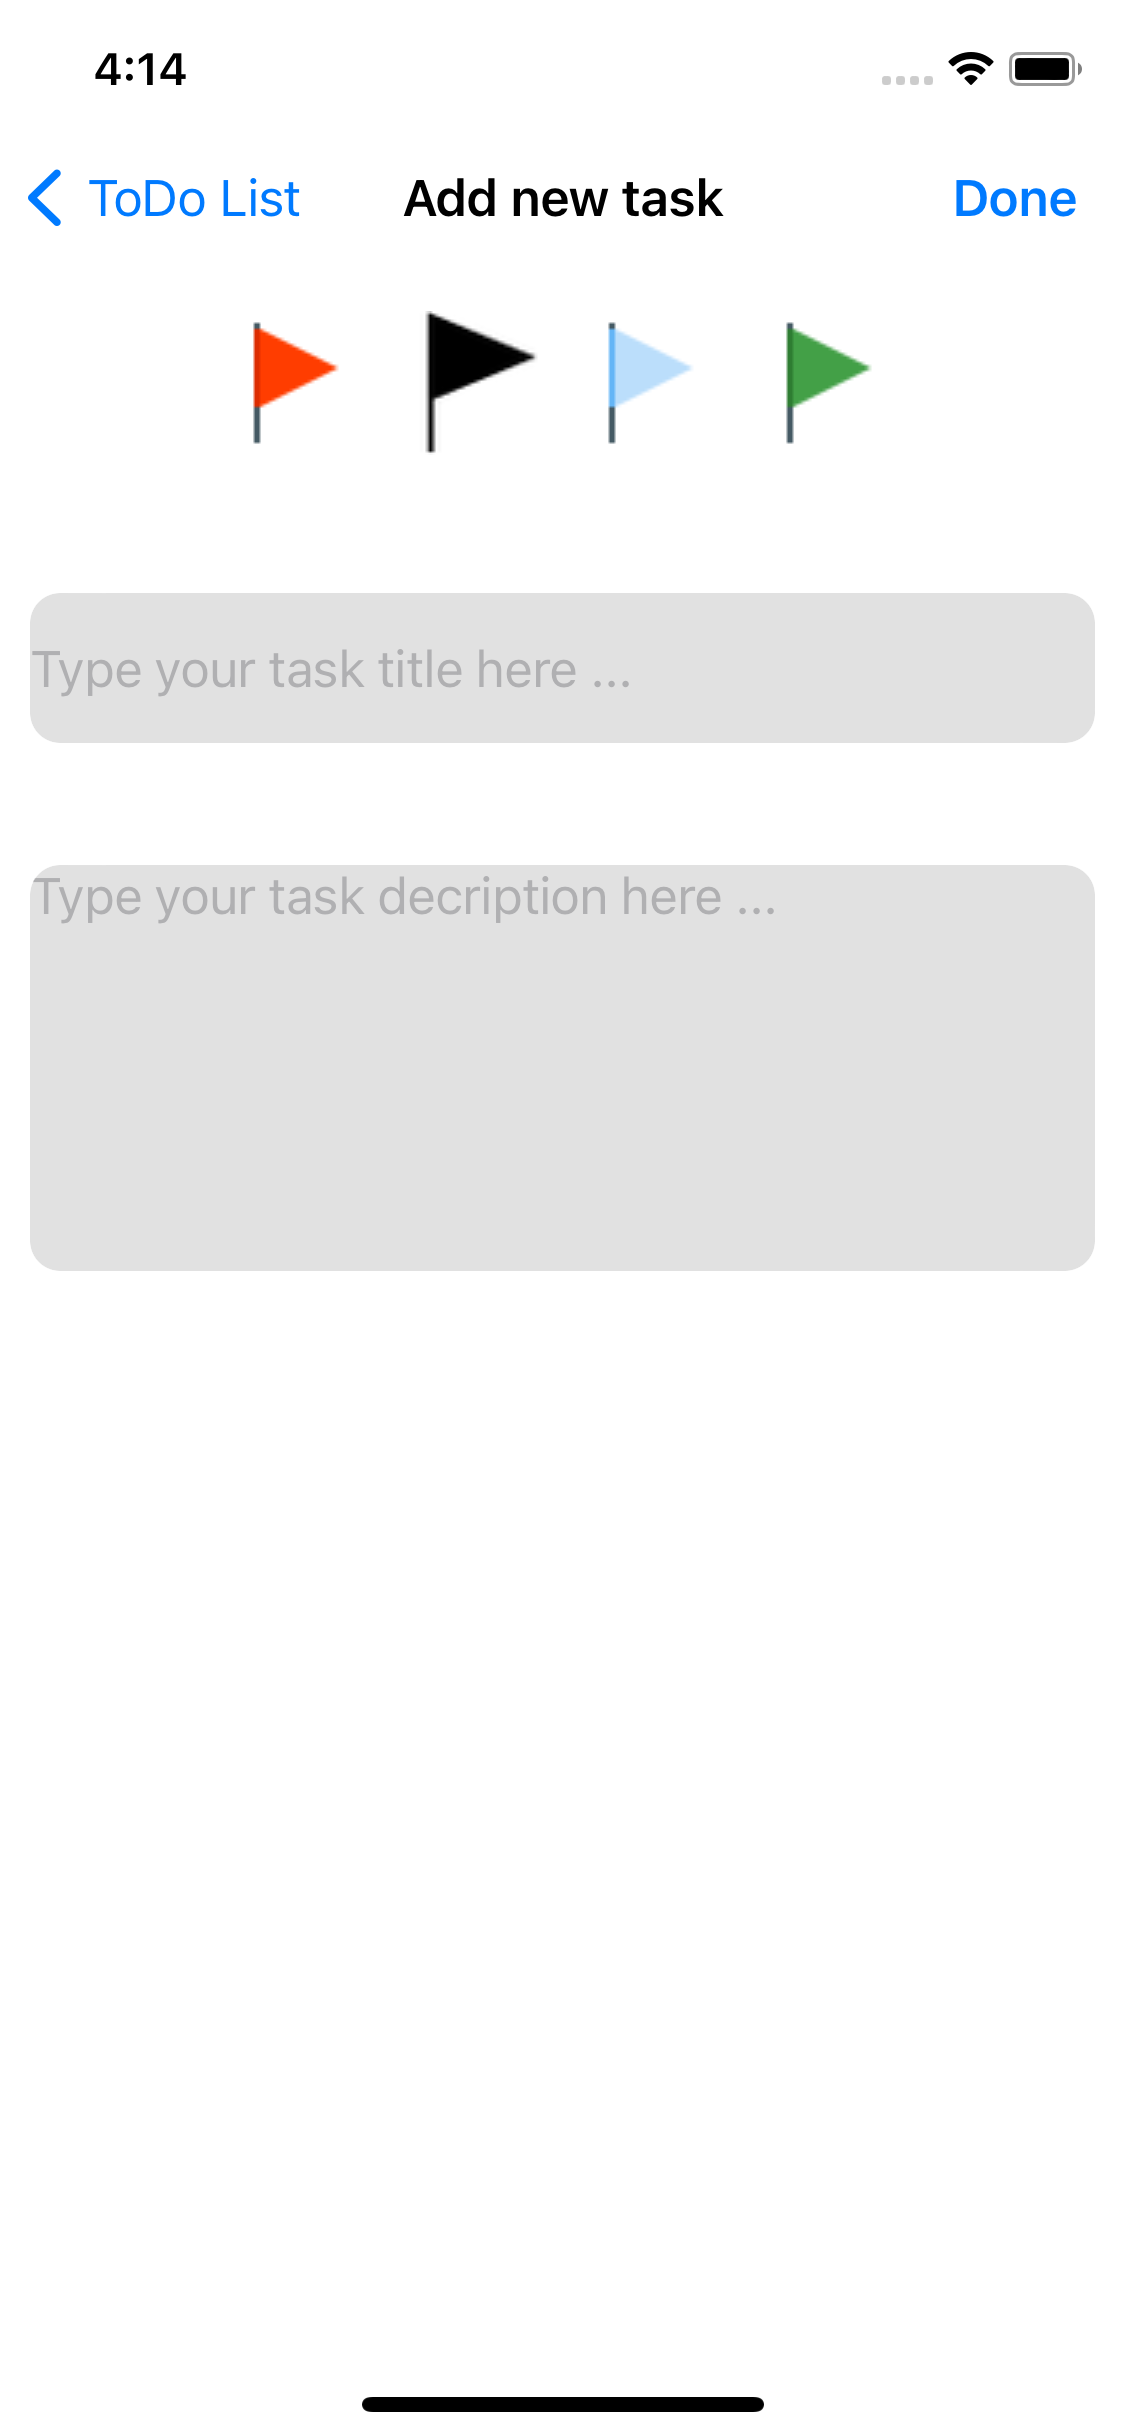 4:14
ToDo List Add new task Done
Type your task title here ...
Type your task decription here ...